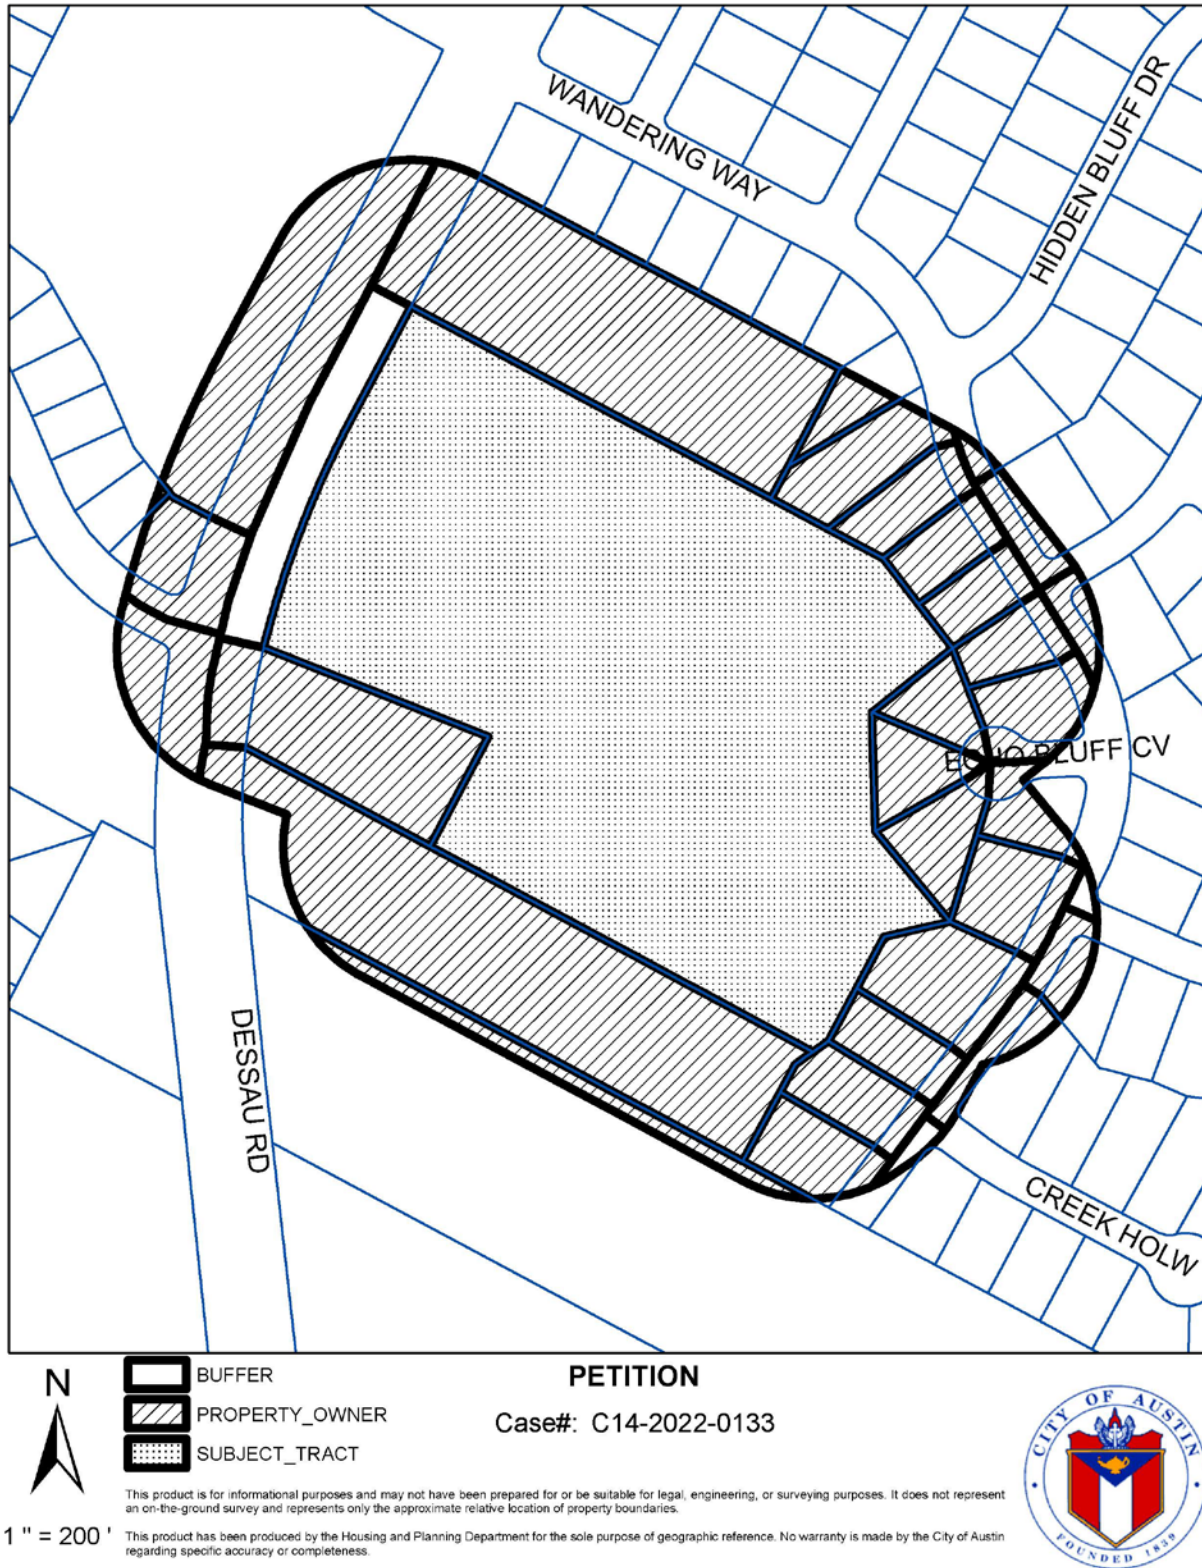 WANDERING WAY
HIDDEN BLUFF DR
ECHO BLUFF CV
DESSAU RD
CREEK HOLW
N
BUFFER
PROPERTY_OWNER
SUBJECT_TRACT
PETITION
Case#: C14-2022-0133
CITY OF AUSTIN
FOUNDED 1839
This product is for informational purposes and may not have been prepared for or be suitable for legal, engineering, or surveying purposes. It does not represent
an on-the-ground survey and represents only the approximate relative location of property boundaries.
1 " = 200 '
This product has been produced by the Housing and Planning Department for the sole purpose of geographic reference. No warranty is made by the City of Austin
regarding specific accuracy or completeness.